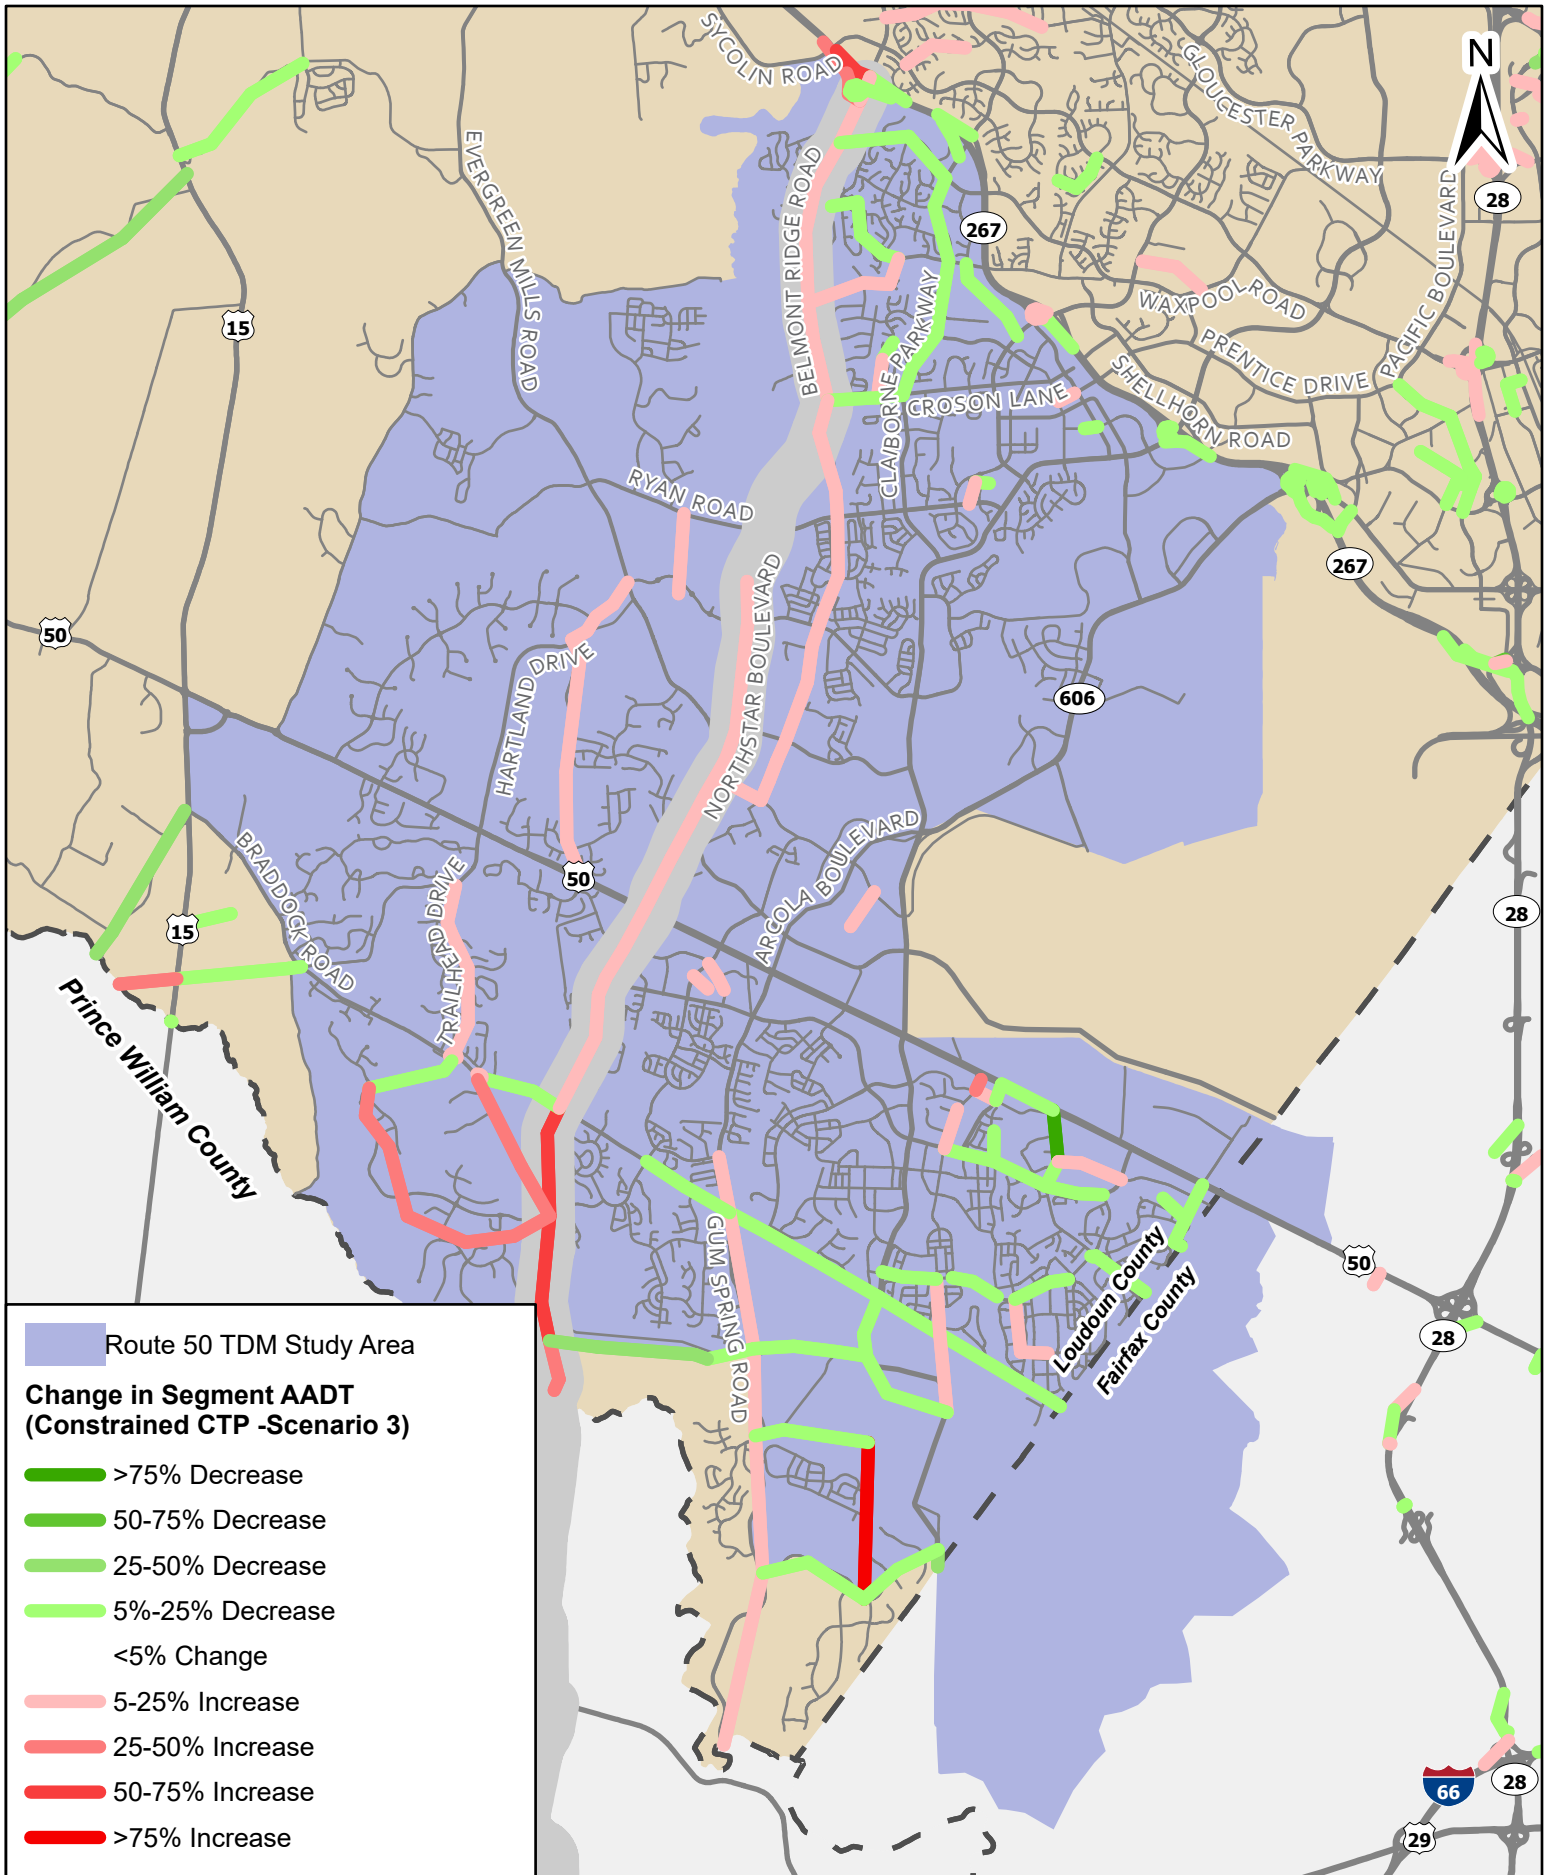 SYCOLIN ROAD
GLOUCESTER PARKWAY
N
28
EVERGREEN MILLS ROAD
BELMONT RIDGE ROAD
267
PACIFIC BOULEVARD
15
CLAIBORNE PARKWAY
WAXPOOL ROAD
PRENTICE DRIVE
SHELLHORN ROAD
CROSON LANE
RYAN ROAD
267
50
HARTLAND DRIVE
NORTHSTAR BOULEVARD
606
BRADDOCK ROAD
50
ARCOLA BOULEVARD
15
TRAILHEAD DRIVE
28
Prince William County
GUM SPRING ROAD
Loudoun County
Fairfax County
50
28
Route 50 TDM Study Area
Change in Segment AADT
(Constrained CTP -Scenario 3)
>75% Decrease
50-75% Decrease
25-50% Decrease
5%-25% Decrease
<5% Change
5-25% Increase
25-50% Increase
50-75% Increase
>75% Increase
66
28
29